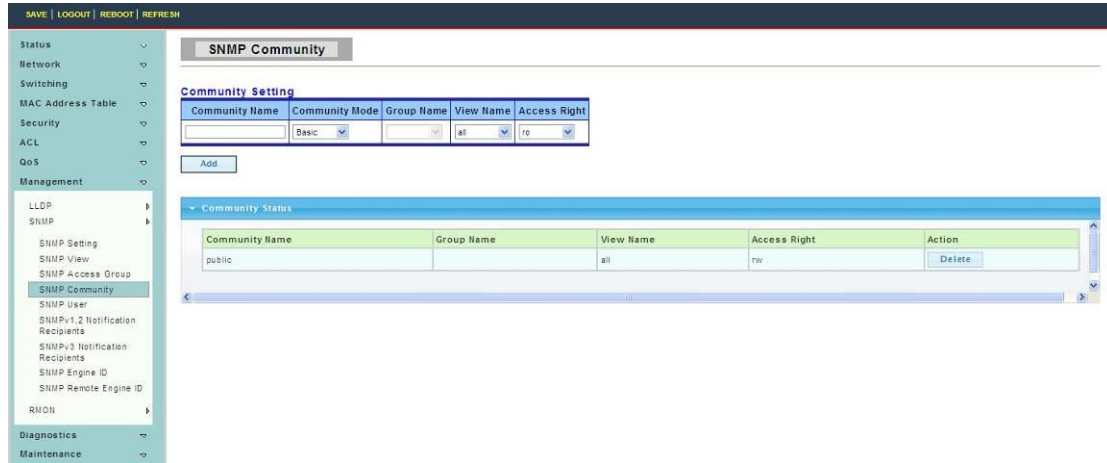 SAVE | LOGOUT | REBOOT | REFRESH
Status
Network
Switching
MAC Address Table
Security
ACL
QoS
Management
LLDP
SNMP
SNMP Setting
SNMP View
SNMP Access Group
SNMP Community
SNMP User
SNMPv1,2 Notification
Recipients
SNMPv3 Notification
Recipients
SNMP Engine ID
SNMP Remote Engine ID
RMON
Diagnostics
Maintenance
SNMP Community
Community Setting
Community Name Community Mode Group Name View Name Access Right
Basic all ro
Add
Community Status
Community Name Group Name View Name Access Right Action
public all rw Delete